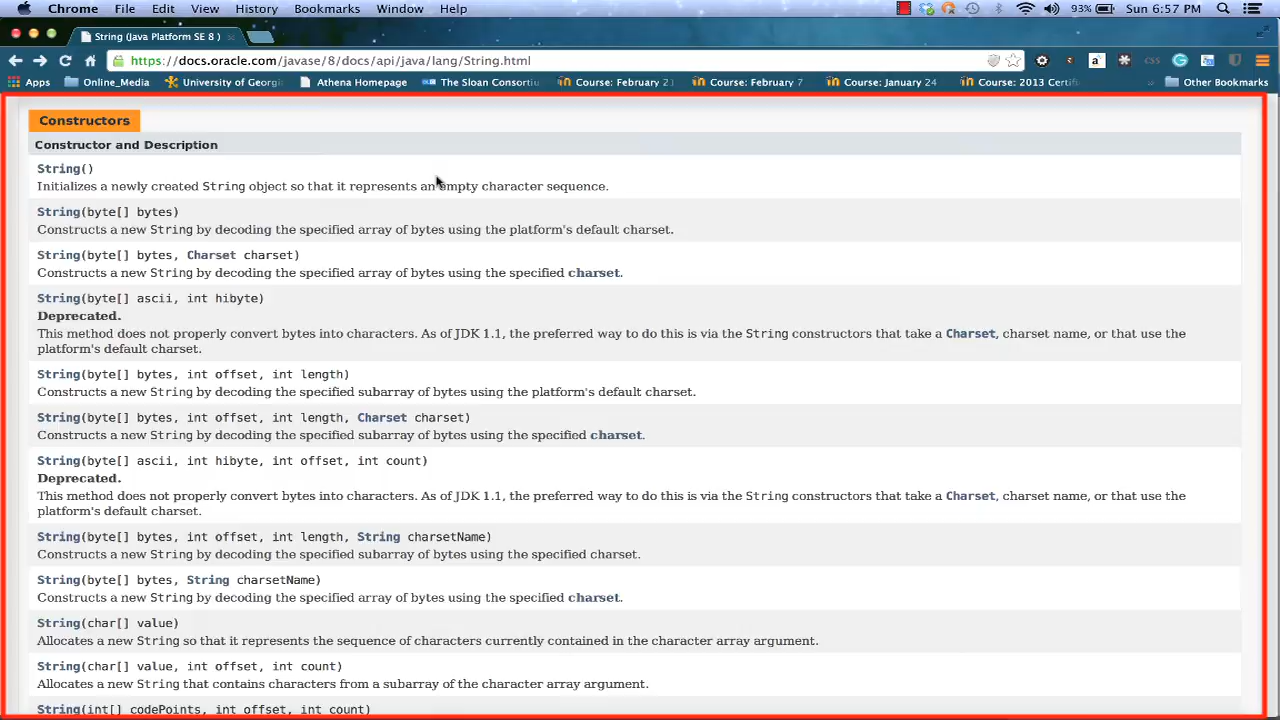 Chrome File Edit View History Bookmarks Window Help 93% Sun 6:57 PM
String (Java Platform SE 8 )
https://docs.oracle.com/javase/8/docs/api/java/lang/String.html
Apps Online_Media University of Georgi Athena Homepage The Sloan Consortiu Course: February 2 Course: February 7 Course: January 24 Course: 2013 Certif Other Bookmarks
Constructors
Constructor and Description
String()
Initializes a newly created String object so that it represents an empty character sequence.
String(byte[] bytes)
Constructs a new String by decoding the specified array of bytes using the platform's default charset.
String(byte[] bytes, Charset charset)
Constructs a new String by decoding the specified array of bytes using the specified charset.
String(byte[] ascii, int hibyte)
Deprecated.
This method does not properly convert bytes into characters. As of JDK 1.1, the preferred way to do this is via the String constructors that take a Charset, charset name, or that use the
platform's default charset.
String(byte[] bytes, int offset, int length)
Constructs a new String by decoding the specified subarray of bytes using the platform's default charset.
String(byte[] bytes, int offset, int length, Charset charset)
Constructs a new String by decoding the specified subarray of bytes using the specified charset.
String(byte[] ascii, int hibyte, int offset, int count)
Deprecated.
This method does not properly convert bytes into characters. As of JDK 1.1, the preferred way to do this is via the String constructors that take a Charset, charset name, or that use the
platform's default charset.
String(byte[] bytes, int offset, int length, String charsetName)
Constructs a new String by decoding the specified subarray of bytes using the specified charset.
String(byte[] bytes, String charsetName)
Constructs a new String by decoding the specified array of bytes using the specified charset.
String(char[] value)
Allocates a new String so that it represents the sequence of characters currently contained in the character array argument.
String(char[] value, int offset, int count)
Allocates a new String that contains characters from a subarray of the character array argument.
String(int[] codePoints, int offset, int count)